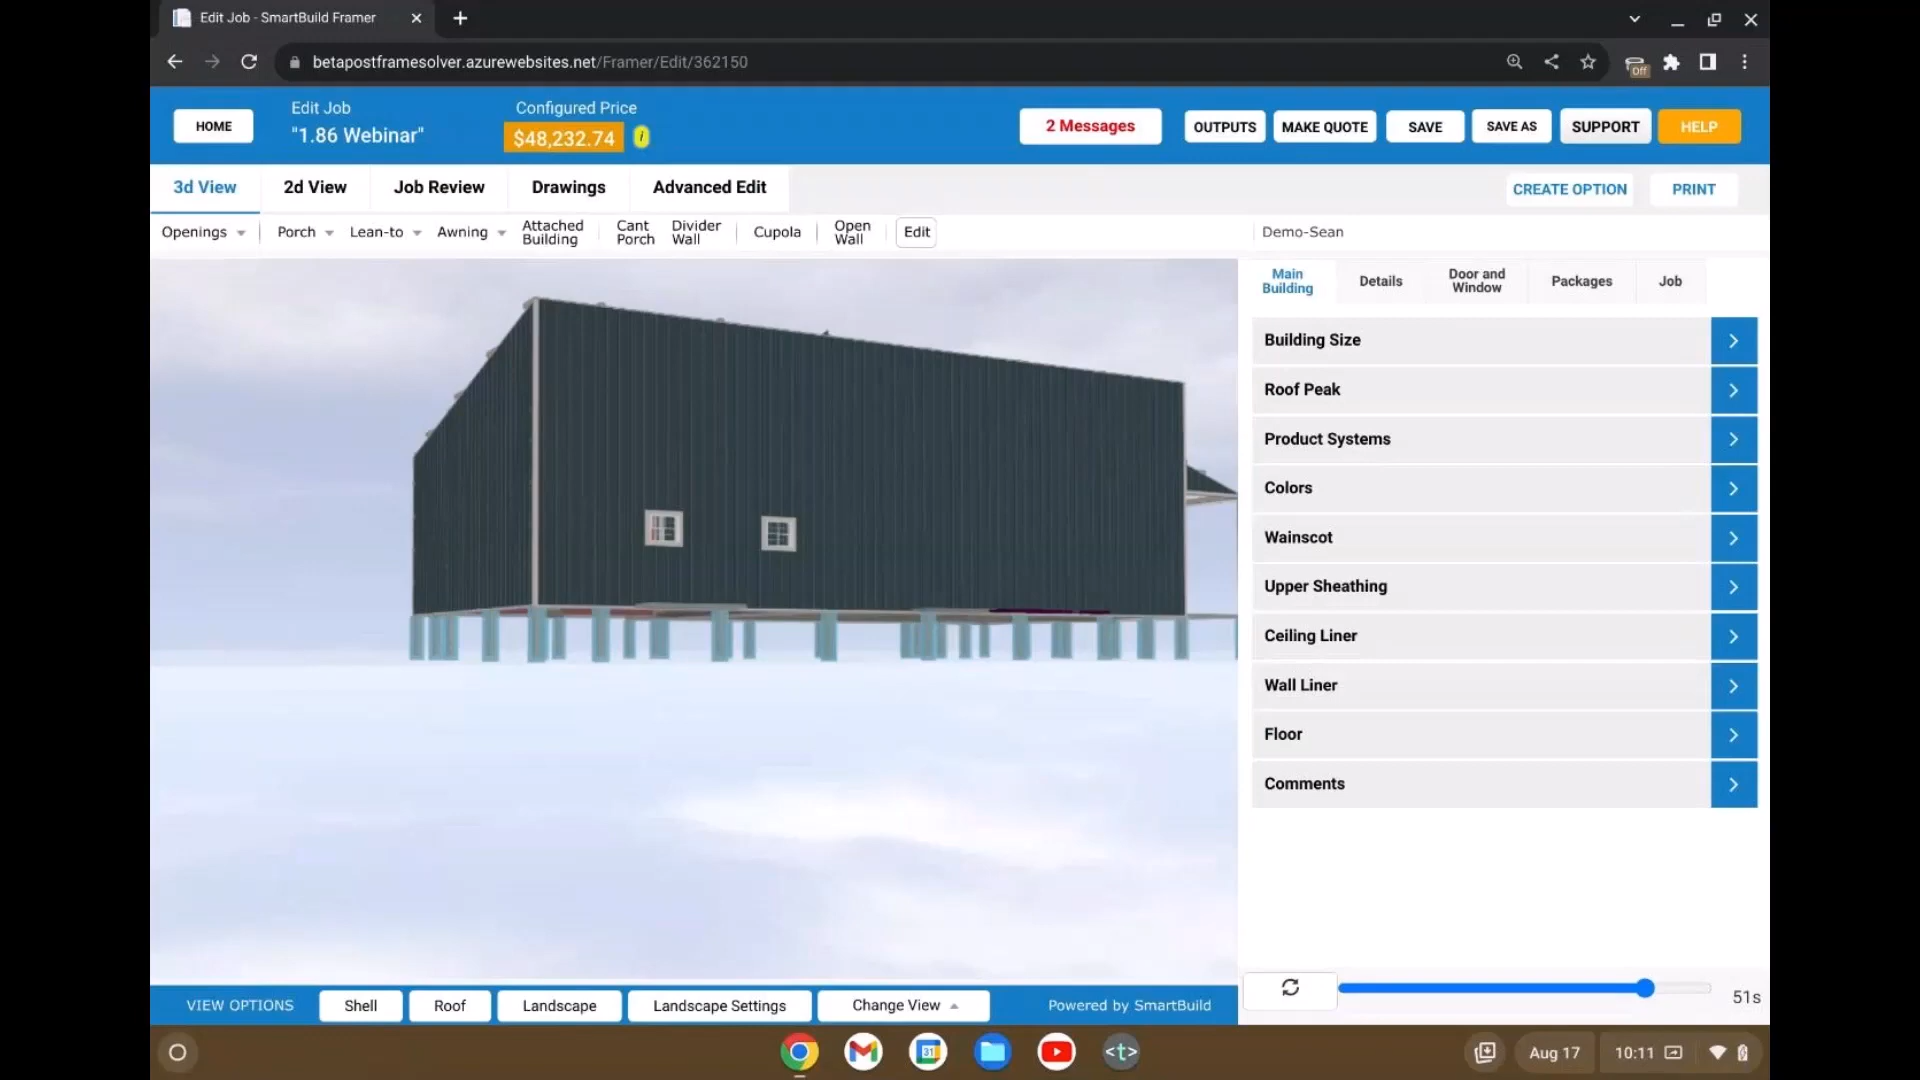 Edit Job - SmartBuild Framer
betapostframesolver.azurewebsites.net/Framer/Edit/362150
Off
HOME
Edit Job
"1.86 Webinar"
Configured Price
$48,232.74
i
2 Messages
OUTPUTS
MAKE QUOTE
SAVE
SAVE AS
SUPPORT
HELP
3d View
2d View
Job Review
Drawings
Advanced Edit
CREATE OPTION
PRINT
Openings
Porch
Lean-to
Awning
Attached
Building
Cant
Porch
Divider
Wall
Cupola
Open
Wall
Edit
Demo-Sean
Main
Building
Details
Door and
Window
Packages
Job
Building Size
Roof Peak
Product Systems
Colors
Wainscot
Upper Sheathing
Ceiling Liner
Wall Liner
Floor
Comments
51s
VIEW OPTIONS
Shell
Roof
Landscape
Landscape Settings
Change View
Powered by SmartBuild
31
<t>
Aug 17
10:11